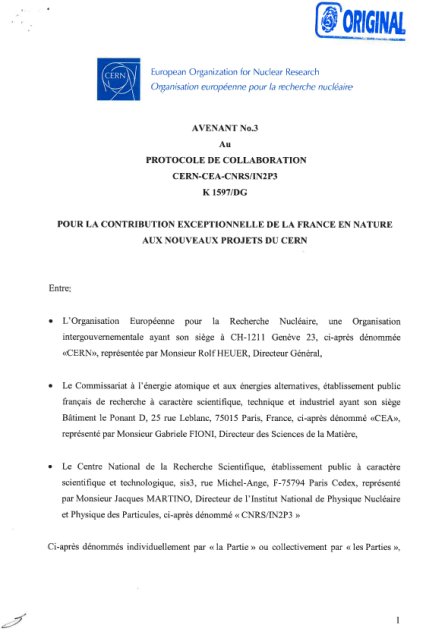 ORIGINAL
CERN
European Organization for Nuclear Research
Organisation européenne pour la recherche nucléaire
AVENANT No.3
Au
PROTOCOLE DE COLLABORATION
CERN-CEA-CNRS/IN2P3
K 1597/DG
POUR LA CONTRIBUTION EXCEPTIONNELLE DE LA FRANCE EN NATURE
AUX NOUVEAUX PROJETS DU CERN
Entre:
• L'Organisation Européenne pour la Recherche Nucléaire, une Organisation
intergouvernementale ayant son siège à CH-1211 Genève 23, ci-après dénommée
«CERN», représentée par Monsieur Rolf HEUER, Directeur Général,
• Le Commissariat à l'énergie atomique et aux énergies alternatives, établissement public
français de recherche à caractère scientifique, technique et industriel ayant son siège
Bâtiment le Ponant D, 25 rue Leblanc, 75015 Paris, France, ci-après dénommé «CEA»,
représenté par Monsieur Gabriele FIONI, Directeur des Sciences de la Matière,
• Le Centre National de la Recherche Scientifique, établissement public à caractère
scientifique et technologique, sis3, rue Michel-Ange, F-75794 Paris Cedex, représenté
par Monsieur Jacques MARTINO, Directeur de l'Institut National de Physique Nucléaire
et Physique des Particules, ci-après dénommé « CNRS/IN2P3 »
Ci-après dénommés individuellement par « la Partie » ou collectivement par « les Parties »,
1